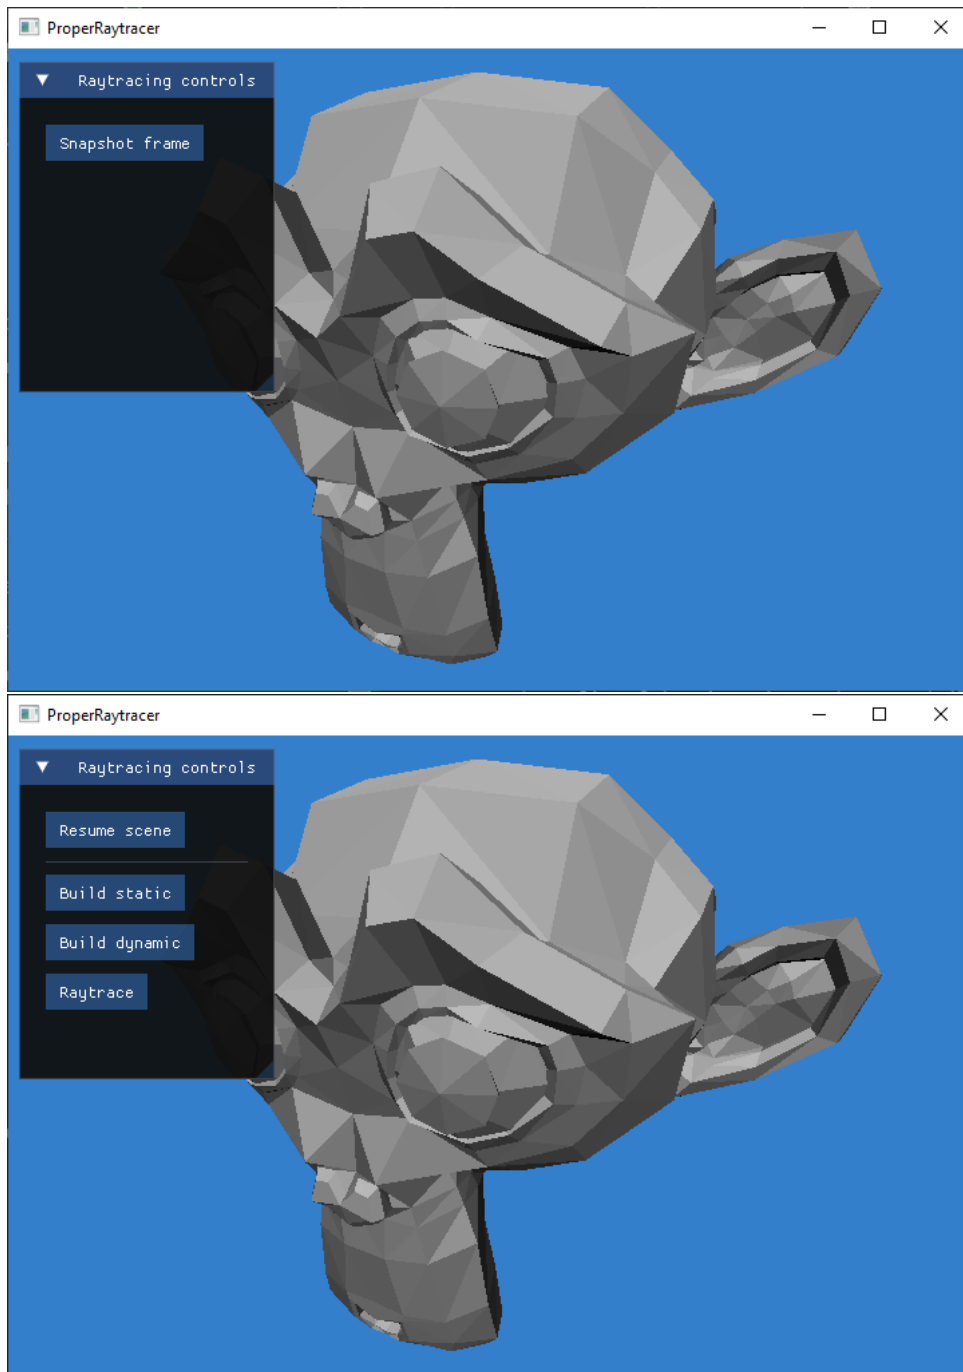 ProperRaytracer
Raytracing controls
Snapshot frame
ProperRaytracer
Raytracing controls
Resume scene
Build static
Build dynamic
Raytrace